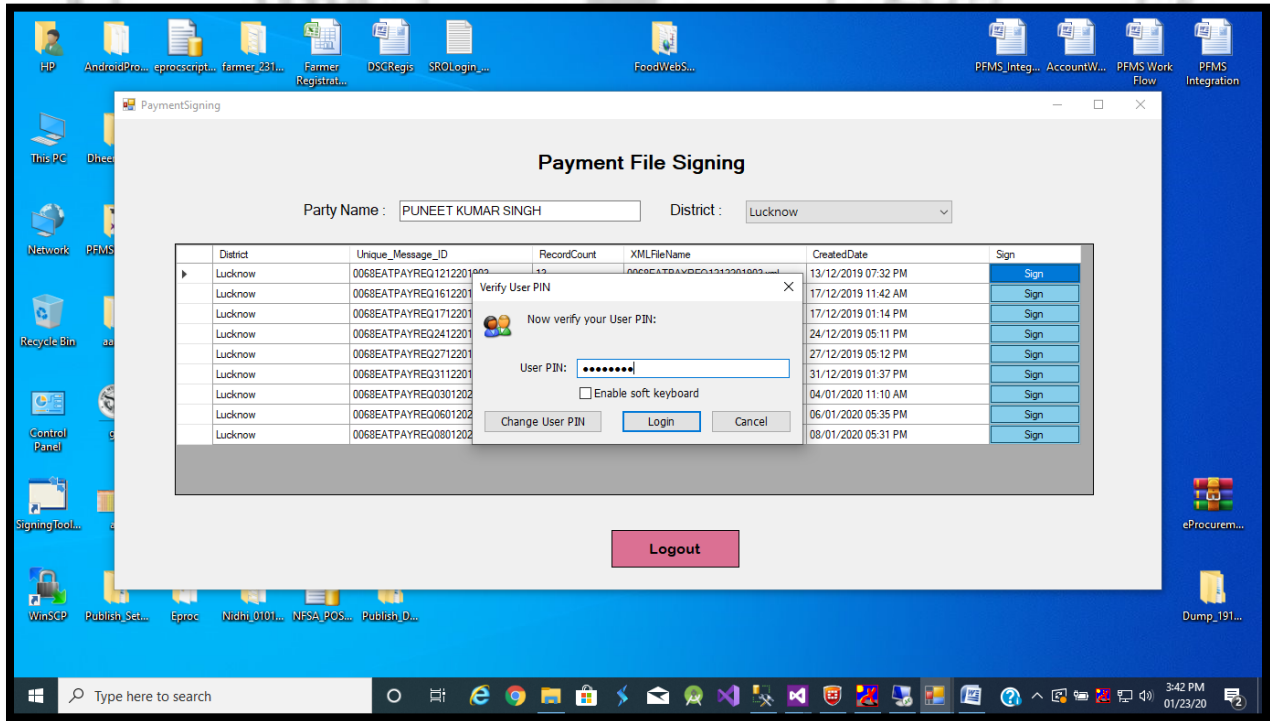 HP
AndroidPro... eprocscript... farmer_231... Farmer Registrat... DSCRegis SROLogin_... FoodWebS... PFMS_Integ... AccountW... PFMS Work Flow PFMS Integration
PaymentSigning
This PC
Network
Recycle Bin
Control Panel
SigningTool...
WinSCP Publish_Set... Eproc Nidhi_0101... NFSA_POS... Publish_D...
Payment File Signing
Party Name : PUNEET KUMAR SINGH District : Lucknow
District Unique_Message_ID RecordCount XMLFileName CreatedDate Sign
Lucknow 13/12/2019 07:32 PM Sign
Lucknow 0068EATPAYREQ161220 17/12/2019 11:42 AM Sign
Lucknow 0068EATPAYREQ171220 17/12/2019 01:14 PM Sign
Lucknow 0068EATPAYREQ241220 24/12/2019 05:11 PM Sign
Lucknow 0068EATPAYREQ271220 27/12/2019 05:12 PM Sign
Lucknow 0068EATPAYREQ311220 31/12/2019 01:37 PM Sign
Lucknow 0068EATPAYREQ0301202 04/01/2020 11:10 AM Sign
Lucknow 0068EATPAYREQ0601202 06/01/2020 05:35 PM Sign
Lucknow 0068EATPAYREQ0801202 08/01/2020 05:31 PM Sign
Verify User PIN
Now verify your User PIN:
User PIN: ••••••••
Enable soft keyboard
Change User PIN Login Cancel
Logout
eProcurem...
Dump_191...
Type here to search
3:42 PM
01/23/20